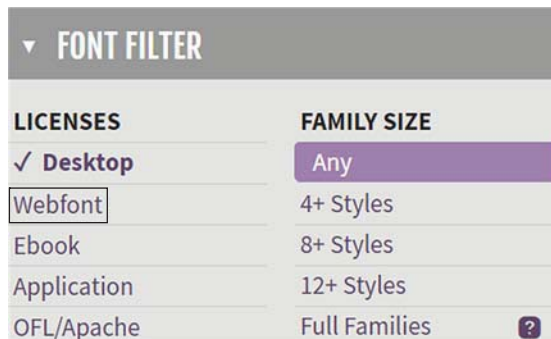 ▼ FONT FILTER
LICENSES
✓ Desktop
Webfont
Ebook
Application
OFL/Apache
FAMILY SIZE
Any
4+ Styles
8+ Styles
12+ Styles
Full Families ?